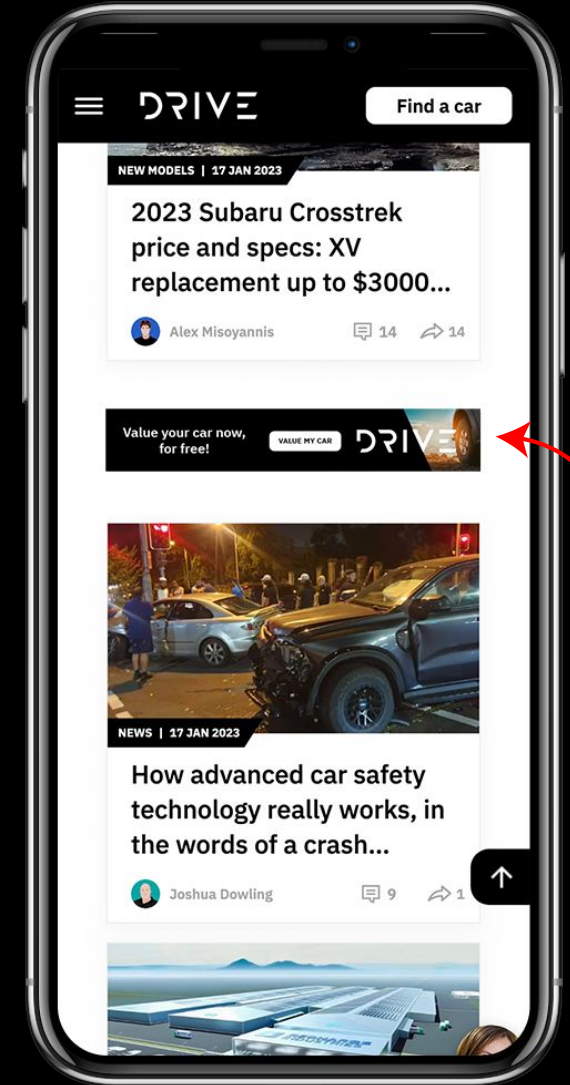 DRIVE
Find a car
NEW MODELS | 17 JAN 2023
2023 Subaru Crosstrek
price and specs: XV
replacement up to $3000...
Alex Misoyannis
14
14
Value your car now,
for free!
VALUE MY CAR
DRIVE
NEWS | 17 JAN 2023
How advanced car safety
technology really works, in
the words of a crash...
Joshua Dowling
9
1